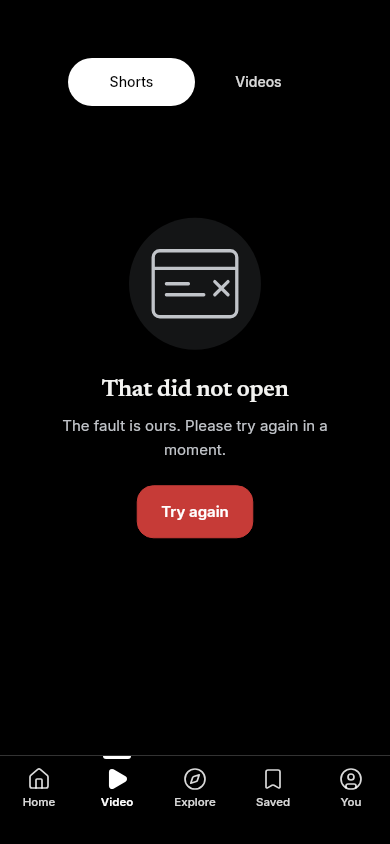 Shorts
Videos
That did not open
The fault is ours. Please try again in a
moment.
Try again
Home
Video
Explore
Saved
You